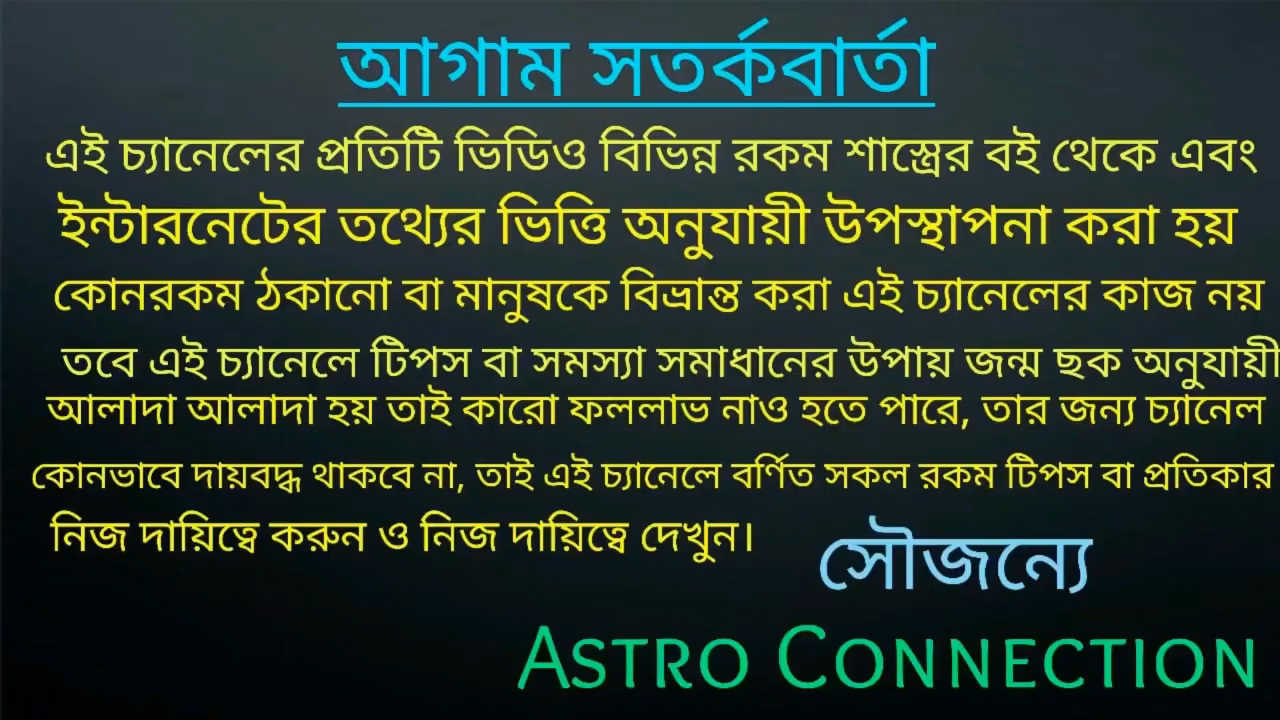 আগাম সতর্কবার্তা
এই চ্যানেলের প্রতিটি ভিডিও বিভিন্ন রকম শাস্ত্রের বই থেকে এবং
ইন্টারনেটের তথ্যের ভিত্তি অনুযায়ী উপস্থাপনা করা হয়
কোনরকম ঠকানো বা মানুষকে বিভ্রান্ত করা এই চ্যানেলের কাজ নয়
তবে এই চ্যানেলে টিপস বা সমস্যা সমাধানের উপায় জন্ম ছক অনুযায়ী
আলাদা আলাদা হয় তাই কারো ফললাভ নাও হতে পারে, তার জন্য চ্যানেল
কোনভাবে দায়বদ্ধ থাকবে না, তাই এই চ্যানেলে বর্ণিত সকল রকম টিপস বা প্রতিকার
নিজ দায়িত্বে করুন ও নিজ দায়িত্বে দেখুন।
সৌজন্যে
ASTRO CONNECTION